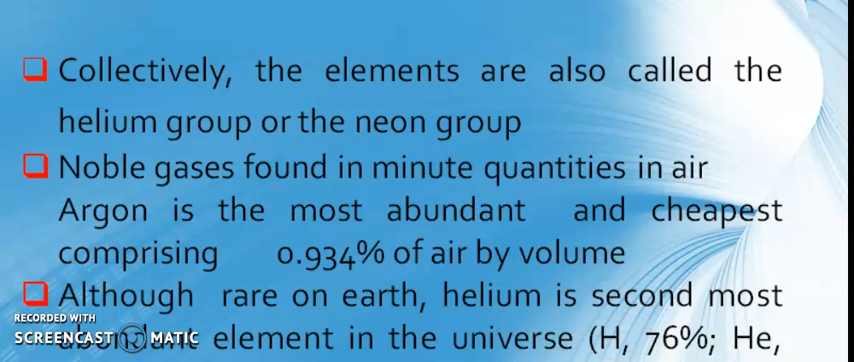 Collectively, the elements are also called the
helium group or the neon group
Noble gases found in minute quantities in air
Argon is the most abundant and cheapest
comprising 0.934% of air by volume
Although rare on earth, helium is second most
RECORDED WITH
SCREENCAST MATIC
element in the universe (H, 76%; He,